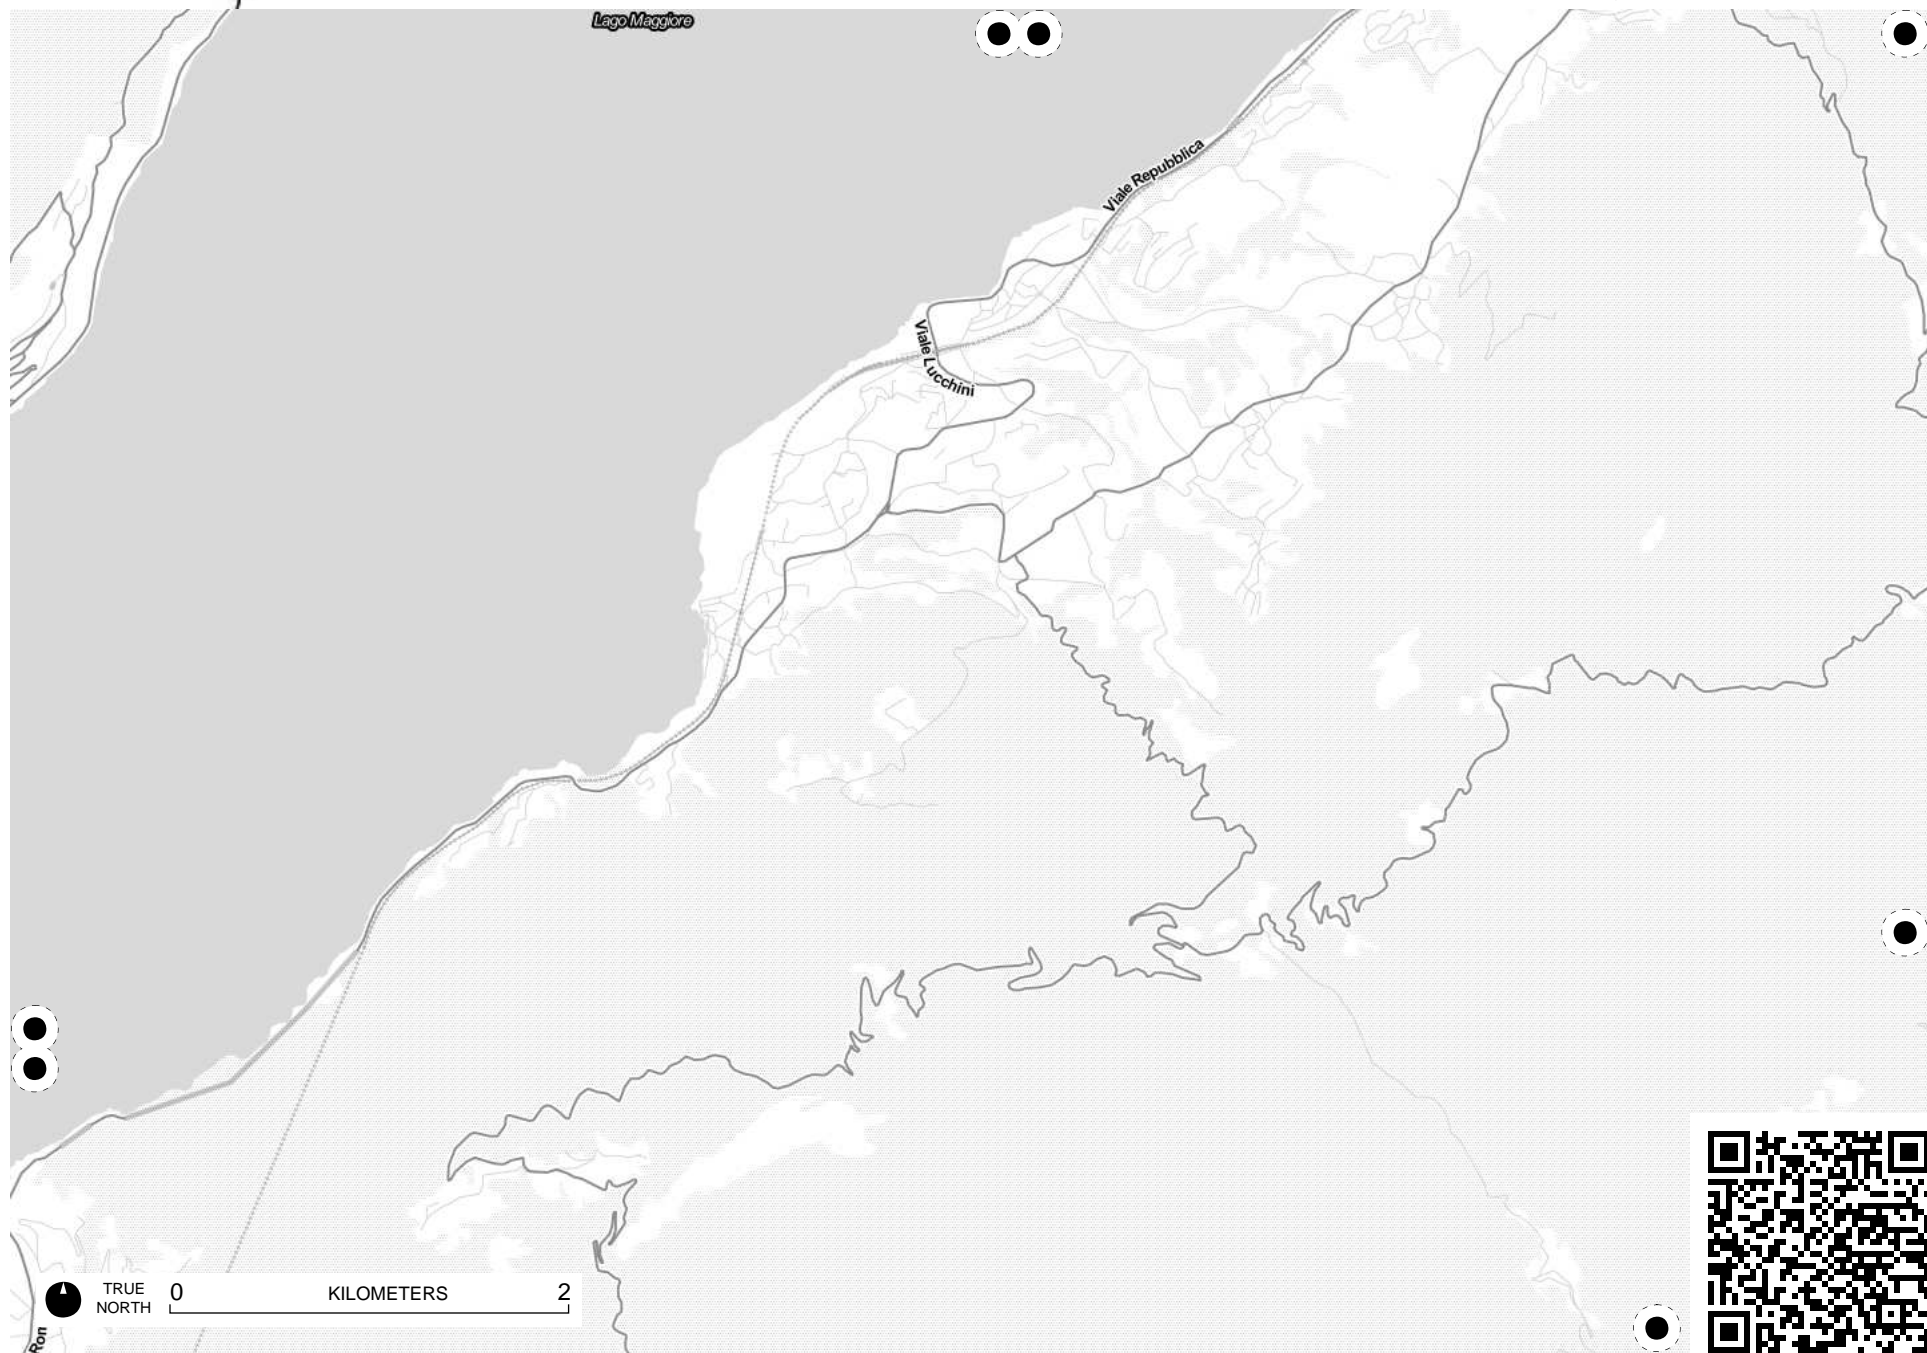 Lago Maggiore
Viale Repubblica
Viale Lucchini
TRUE
NORTH
0
KILOMETERS
2
Ron